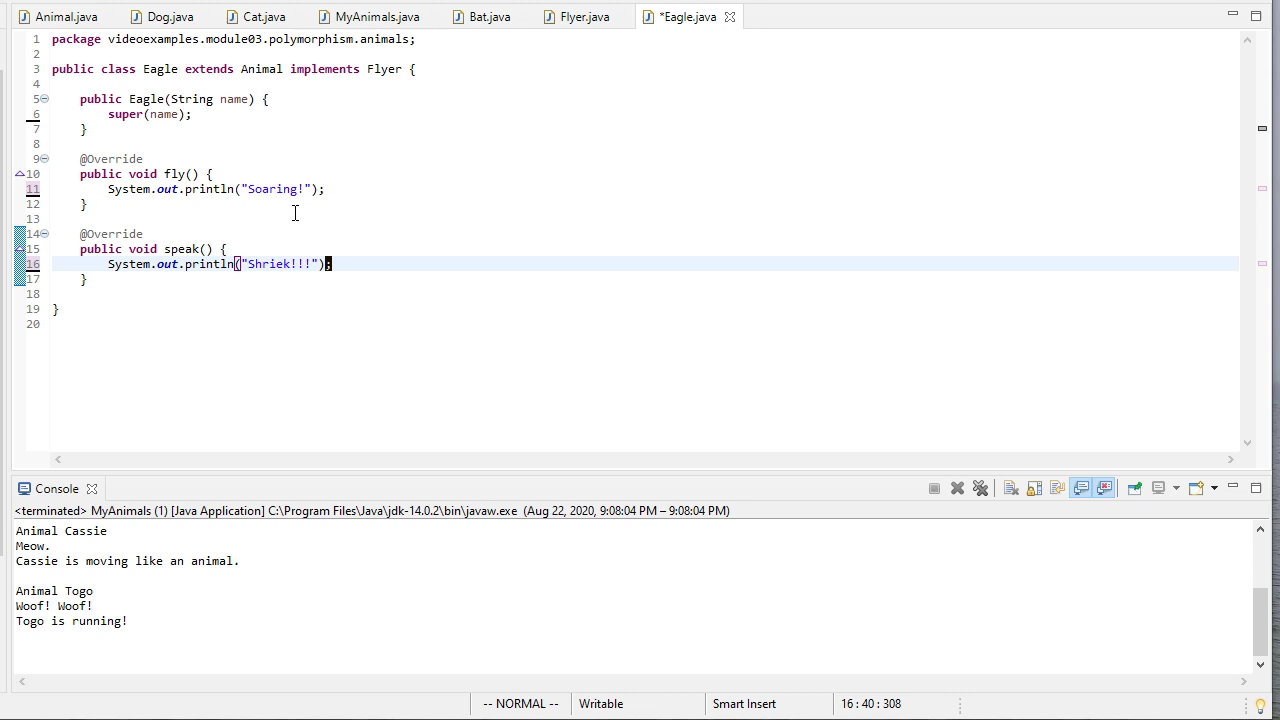 Animal.java Dog.java Cat.java MyAnimals.java Bat.java Flyer.java *Eagle.java
1 package videoexamples.module03.polymorphism.animals;
2
3 public class Eagle extends Animal implements Flyer {
4
5 public Eagle(String name) {
6 super(name);
7 }
8
9 @Override
10 public void fly() {
11 System.out.println("Soaring!");
12 }
13
14 @Override
15 public void speak() {
16 System.out.println("Shriek!!!");
17 }
18
19 }
20
Console
<terminated> MyAnimals (1) [Java Application] C:\Program Files\Java\jdk-14.0.2\bin\javaw.exe (Aug 22, 2020, 9:08:04 PM – 9:08:04 PM)
Animal Cassie
Meow.
Cassie is moving like an animal.
Animal Togo
Woof! Woof!
Togo is running!
-- NORMAL -- Writable Smart Insert 16 : 40 : 308